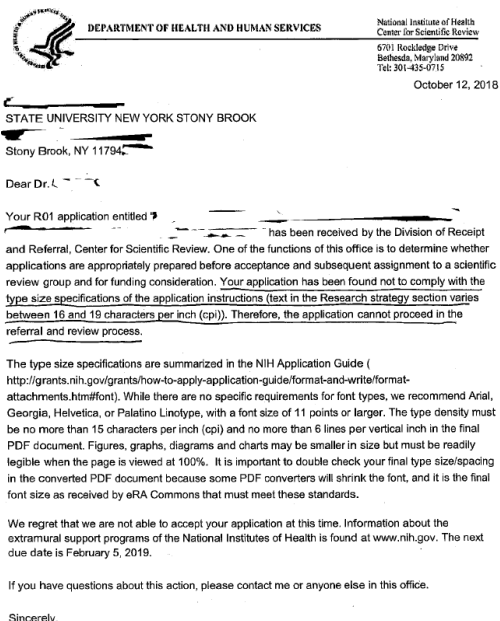 DEPARTMENT OF HEALTH AND HUMAN SERVICES
National Institute of Health
Center for Scientific Review
6701 Rockledge Drive
Bethesda, Maryland 20892
Tel: 301-435-0715
October 12, 2018
STATE UNIVERSITY NEW YORK STONY BROOK
Stony Brook, NY 11794
Dear Dr.
Your R01 application entitled
has been received by the Division of Receipt
and Referral, Center for Scientific Review. One of the functions of this office is to determine whether
applications are appropriately prepared before acceptance and subsequent assignment to a scientific
review group and for funding consideration. Your application has been found not to comply with the
type size specifications of the application instructions (text in the Research strategy section varies
between 16 and 19 characters per inch (cpi)). Therefore, the application cannot proceed in the
referral and review process.
The type size specifications are summarized in the NIH Application Guide (
http://grants.nih.gov/grants/how-to-apply-application-guide/format-and-write/format-
attachments.htm#font). While there are no specific requirements for font types, we recommend Arial,
Georgia, Helvetica, or Palatino Linotype, with a font size of 11 points or larger. The type density must
be no more than 15 characters per inch (cpi) and no more than 6 lines per vertical inch in the final
PDF document. Figures, graphs, diagrams and charts may be smaller in size but must be readily
legible when the page is viewed at 100%. It is important to double check your final type size/spacing
in the converted PDF document because some PDF converters will shrink the font, and it is the final
font size as received by eRA Commons that must meet these standards.
We regret that we are not able to accept your application at this time. Information about the
extramural support programs of the National Institutes of Health is found at www.nih.gov. The next
due date is February 5, 2019.
If you have questions about this action, please contact me or anyone else in this office.
Sincerely,